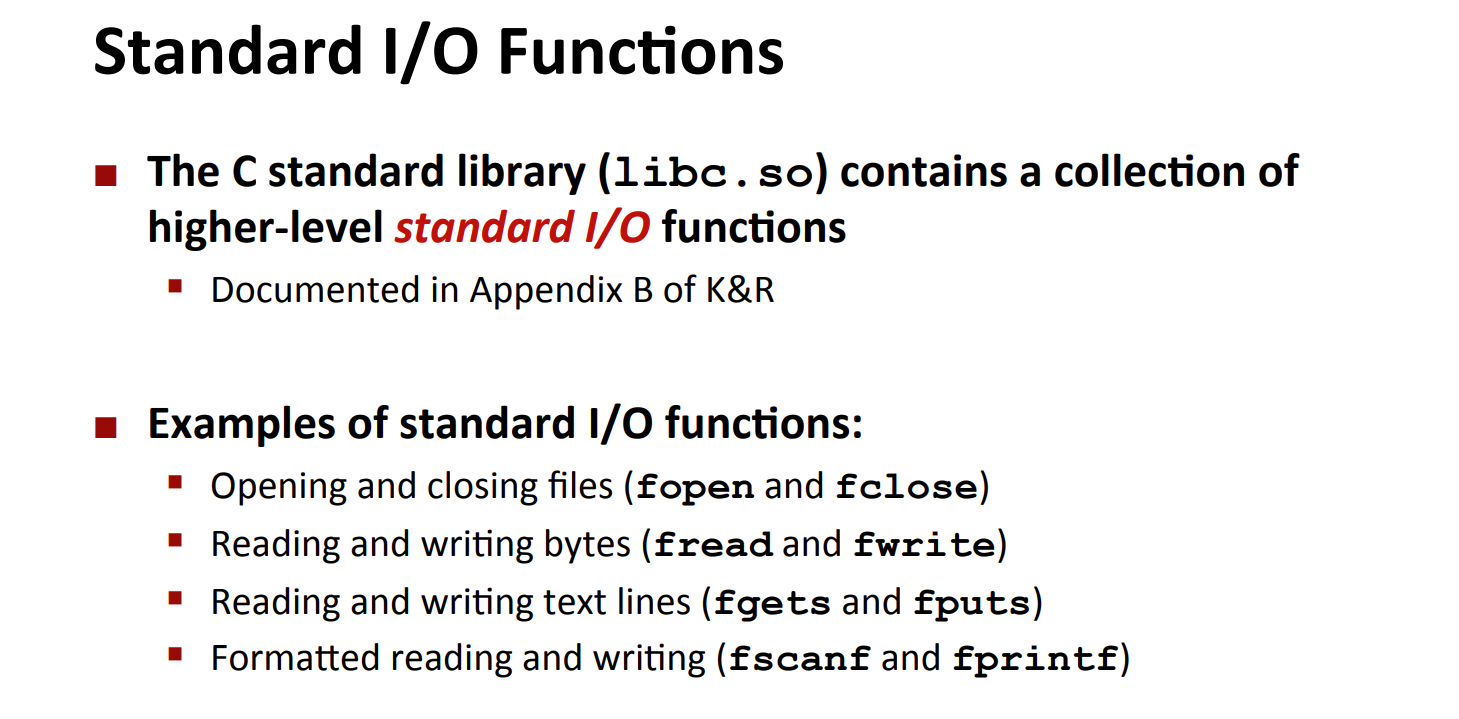 Standard I/O Functions
The C standard library (libc.so) contains a collection of
higher-level standard I/O functions
Documented in Appendix B of K&R
Examples of standard I/O functions:
Opening and closing files (fopen and fclose)
Reading and writing bytes (fread and fwrite)
Reading and writing text lines (fgets and fputs)
Formatted reading and writing (fscanf and fprintf)